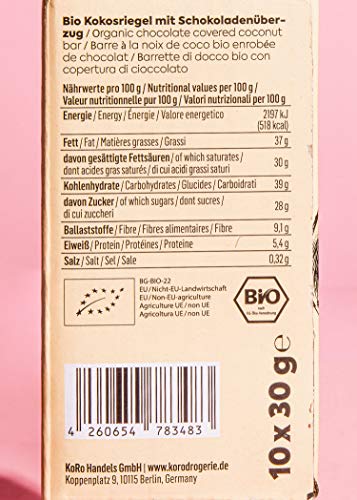 Bio Kokosriegel mit Schokoladenüber-
zug / Organic chocolate covered coconut
bar / Barre à la noix de coco bio enrobée
de chocolat / Barrette di docco bio con
copertura di cioccolato
Nährwerte pro 100 g / Nutritional values per 100 g /
Valeur nutritionnelle pur 100 g / Valori nutrizionali per 100 g
Energie / Energy / Énergie / Valore energetico 2197 kJ
(518 kcal)
Fett / Fat / Matières grasses / Grassi 37 g
davon gesättigte Fettsäuren / of which saturates /
dont acides gras saturés / di cui acidi grassi saturi 30 g
Kohlenhydrate / Carbohydrates / Glucides / Carboidrati 39 g
davon Zucker / of which sugars / dont sucres /
di cui zuccheri 28 g
Ballaststoffe / Fibre / Fibres alimentaires / Fibre 9,1 g
Eiweiß / Protein / Protéines / Proteine 5,4 g
Salz / Salt / Sel / Sale 0,32 g
BG-BIO-22
EU / Nicht-EU-Landwirtschaft
EU / Non-EU-agriculture
Agriculture UE / non UE
Agricoltura UE / non UE
Bio
nach
EG-Öko-Verordnung
10 x 30 g e
4 260654 783483
KoRo Handels GmbH | www.korodrogerie.de
Koppenplatz 9, 10115 Berlin, Germany